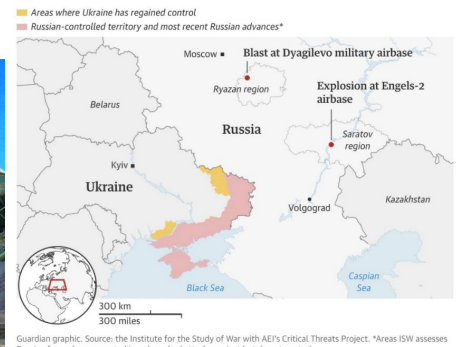 Areas where Ukraine has regained control
Russian-controlled territory and most recent Russian advances*
Moscow
Blast at Dyagilevo military airbase
Ryazan region
Explosion at Engels-2
airbase
Belarus
Russia
Saratov
region
Kyiv
Ukraine
Volgograd
Kazakhstan
Black Sea
Caspian
Sea
300 km
300 miles
Guardian graphic. Source: the Institute for the Study of War with AEI's Critical Threats Project. *Areas ISW assesses